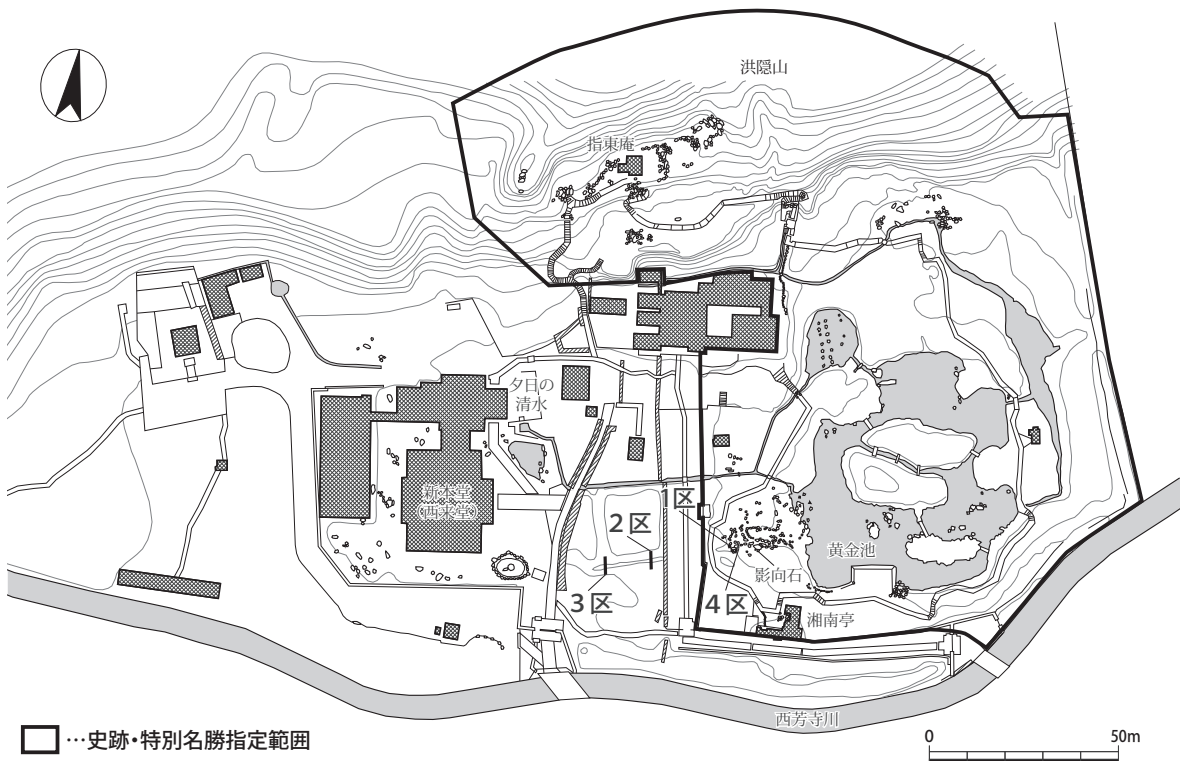 洪隠山
指東庵
夕日の
清水
新本堂
(西来堂)
1区
2区
3区
4区
黄金池
影向石
湘南亭
西芳寺川
…史跡・特別名勝指定範囲
0
50m